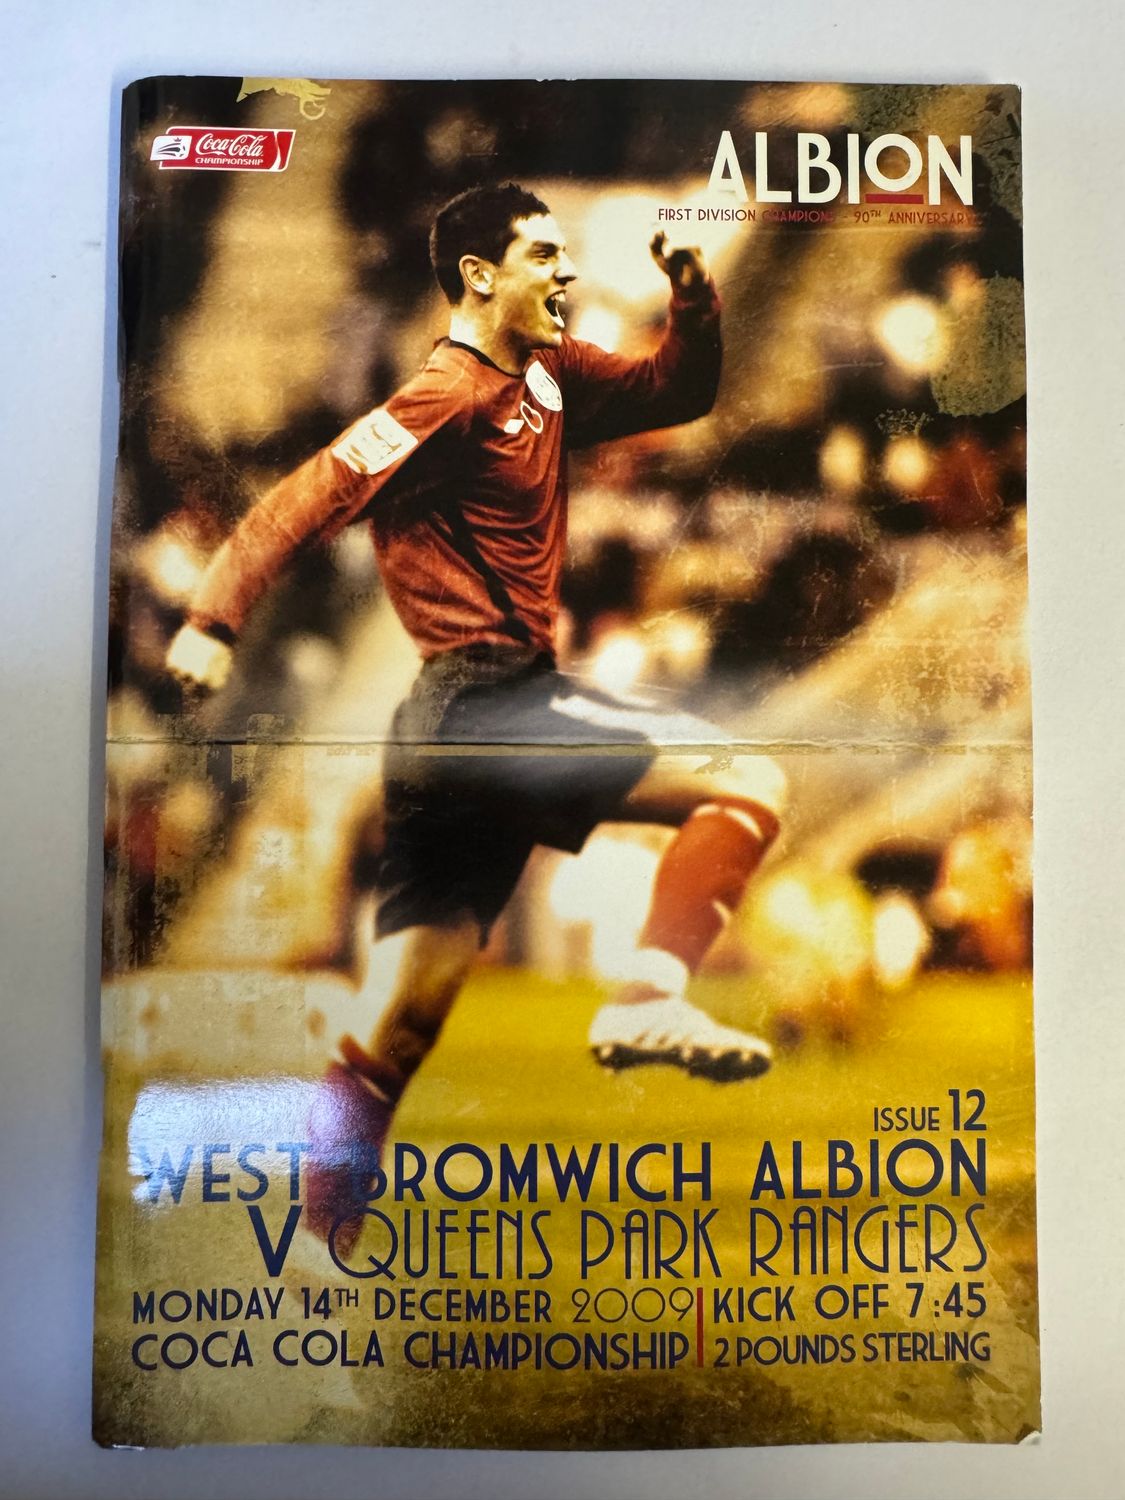 Coca-Cola
CHAMPIONSHIP
ALBION
FIRST DIVISION CHAMPIONS - 90TH ANNIVERSARY
ISSUE 12
WEST BROMWICH ALBION
V QUEENS PARK RANGERS
MONDAY 14TH DECEMBER 2009 KICK OFF 7:45
COCA COLA CHAMPIONSHIP 2 POUNDS STERLING